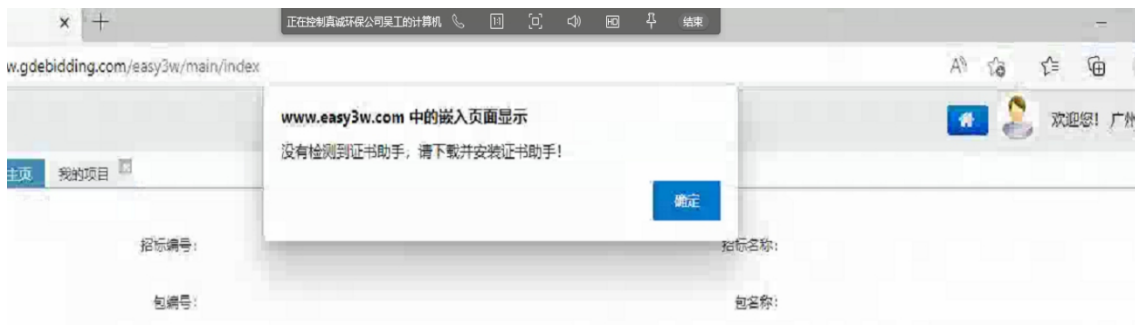 正在控制真诚环保公司吴工的计算机 1:1 HD 结束
w.gdebidding.com/easy3w/main/index
www.easy3w.com 中的嵌入页面显示
欢迎您！广州
没有检测到证书助手，请下载并安装证书助手！
主页 我的项目
确定
招标编号： 招标名称：
包编号： 包名称：